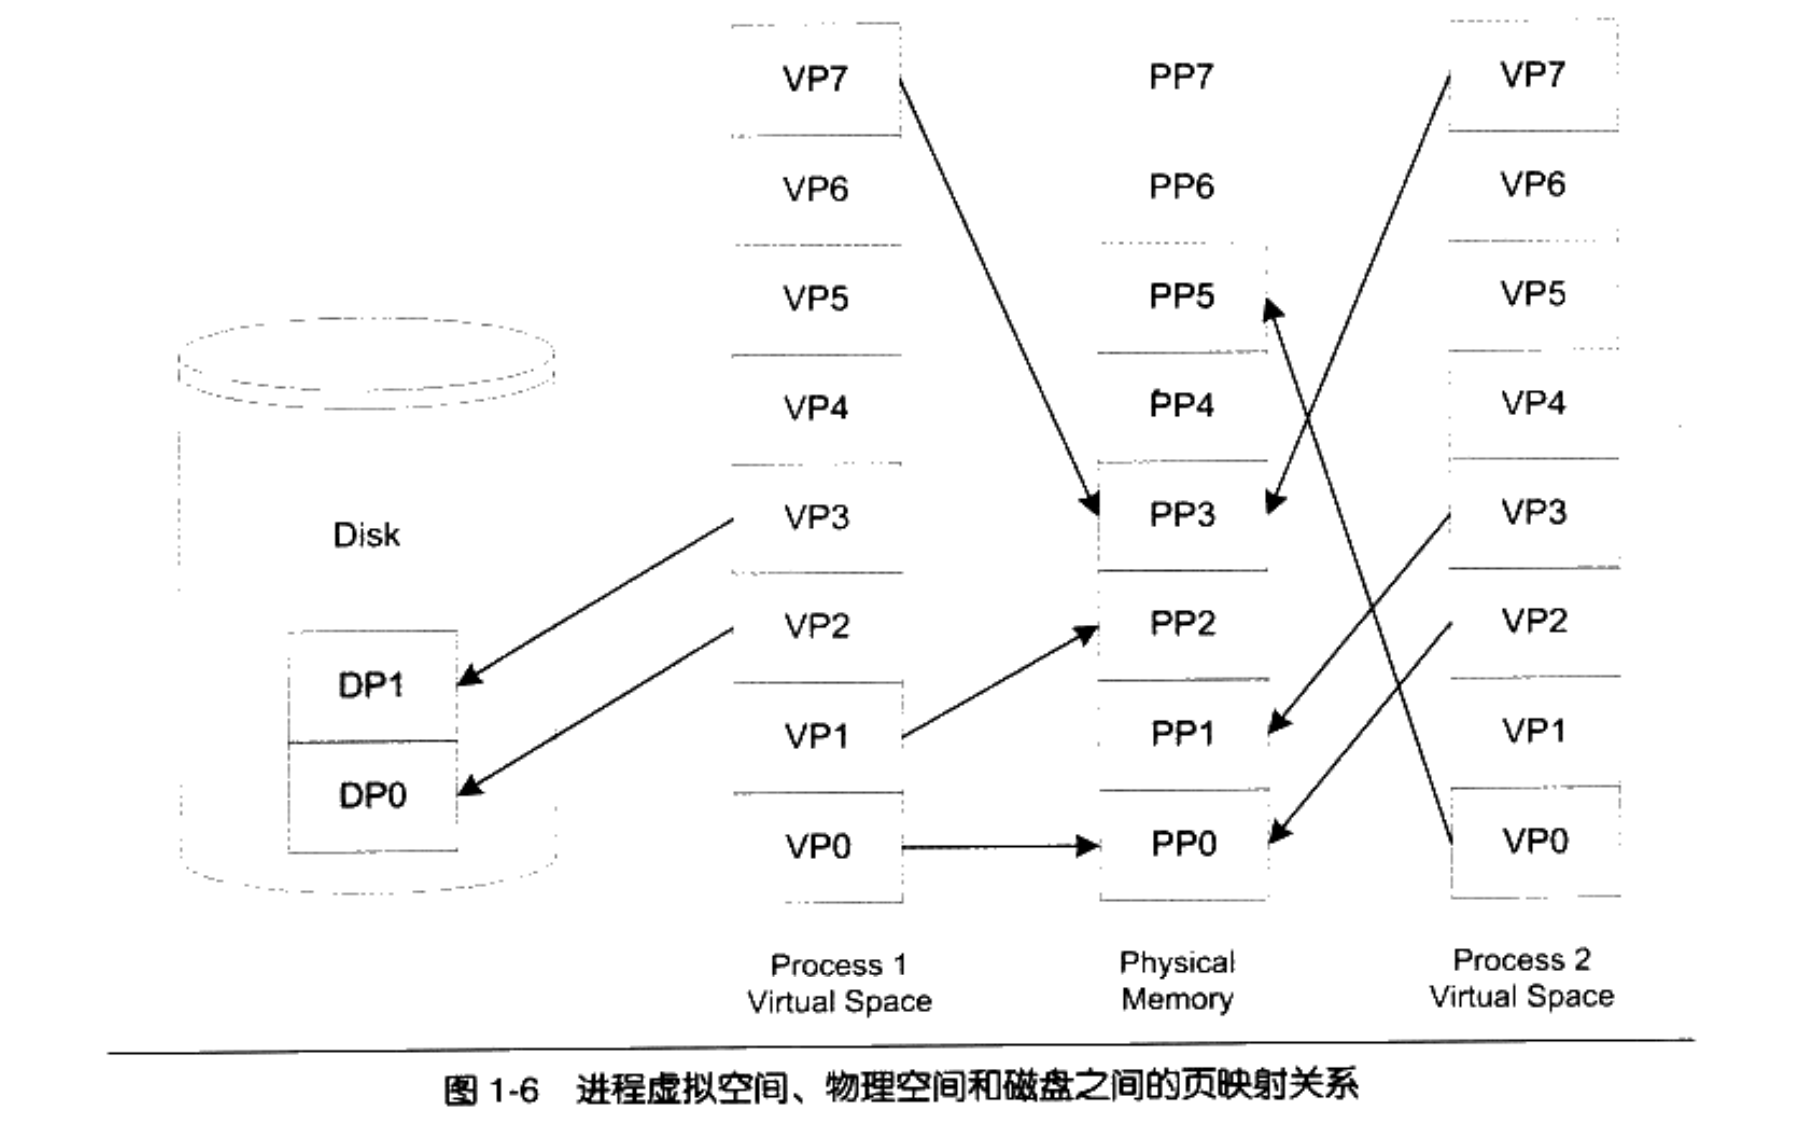 VP7
PP7
VP7
VP6
PP6
VP6
VP5
PP5
VP5
VP4
PP4
VP4
Disk
VP3
PP3
VP3
VP2
PP2
VP2
DP1
VP1
PP1
VP1
DP0
VP0
PP0
VP0
Process 1
Virtual Space
Physical
Memory
Process 2
Virtual Space
图 1-6 进程虚拟空间、物理空间和磁盘之间的页映射关系